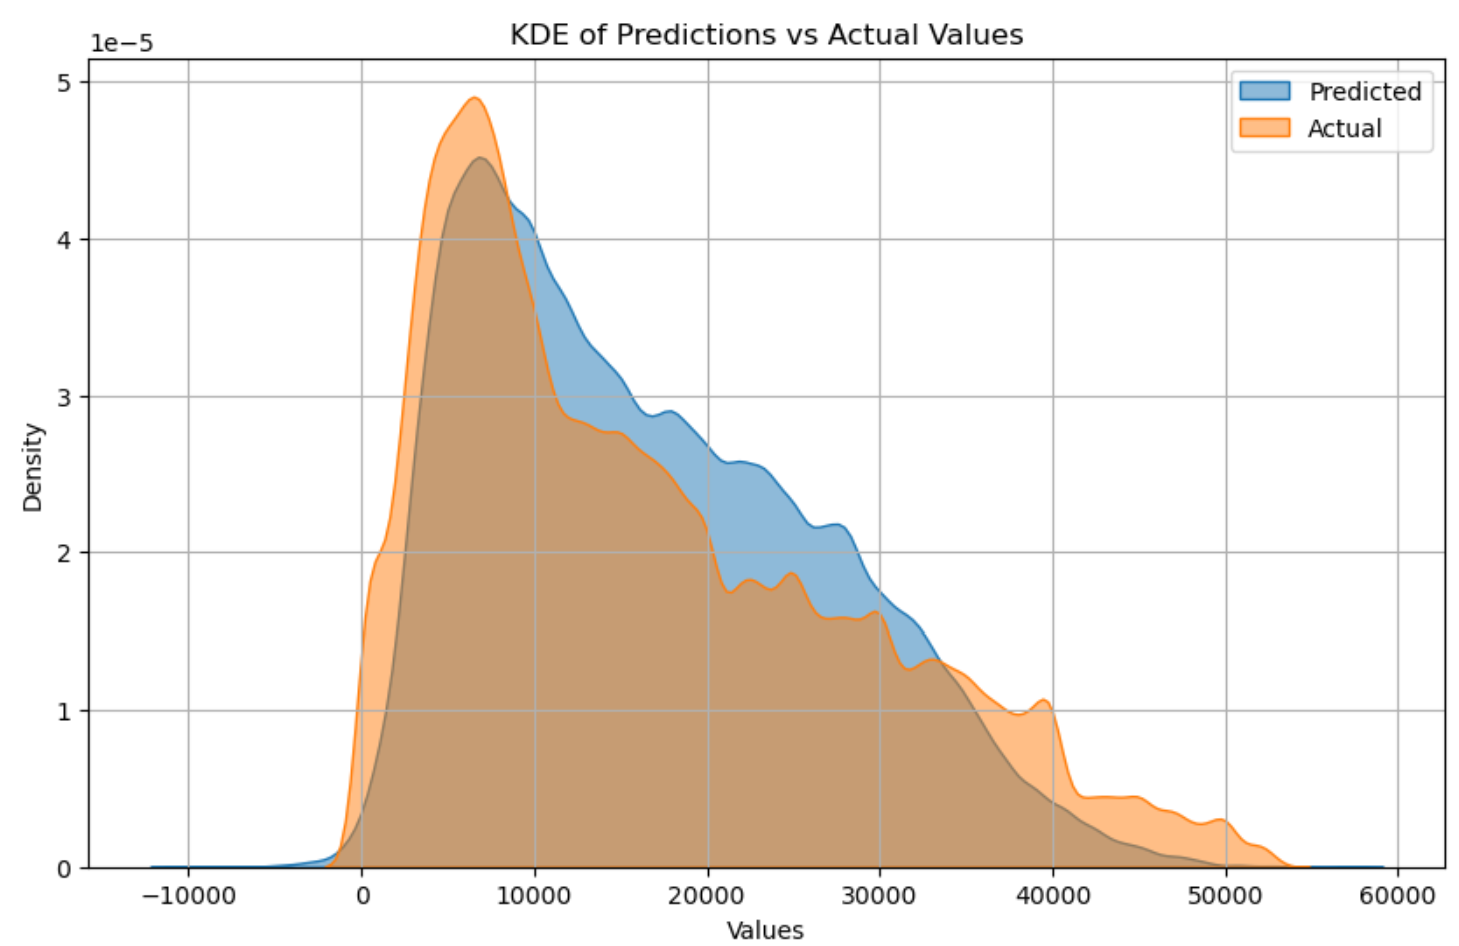 KDE of Predictions vs Actual Values
1e−5
5
4
3
2
1
0
Density
Predicted
Actual
−10000 0 10000 20000 30000 40000 50000 60000
Values